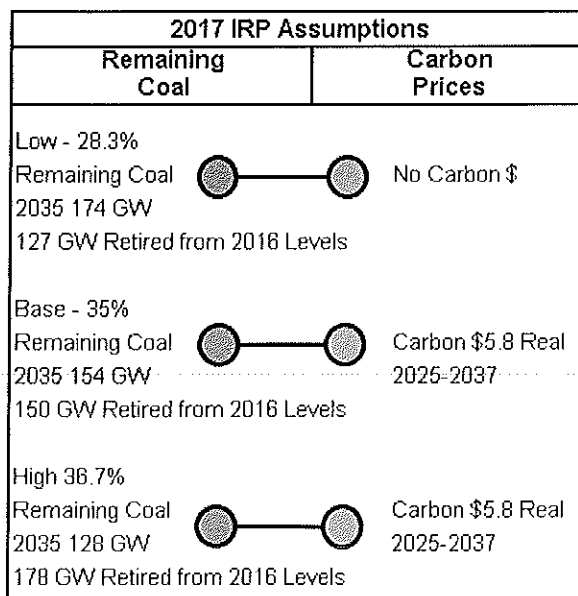 2017 IRP Assumptions
Remaining
Coal
Carbon
Prices
Low - 28.3%
Remaining Coal
2035 174 GW
127 GW Retired from 2016 Levels
No Carbon $
Base - 35%
Remaining Coal
2035 154 GW
150 GW Retired from 2016 Levels
Carbon $5.8 Real
2025-2037
High 36.7%
Remaining Coal
2035 128 GW
178 GW Retired from 2016 Levels
Carbon $5.8 Real
2025-2037